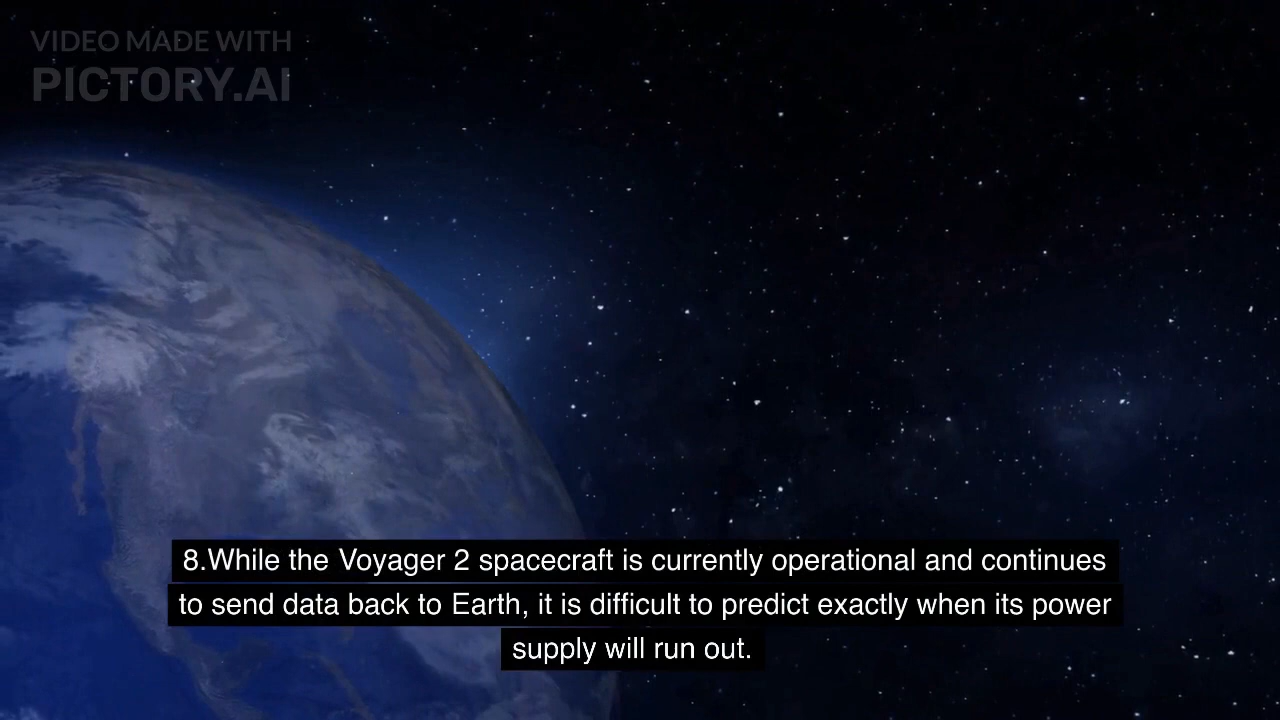 VIDEO MADE WITH
PICTORY.AI
8.While the Voyager 2 spacecraft is currently operational and continues
to send data back to Earth, it is difficult to predict exactly when its power
supply will run out.